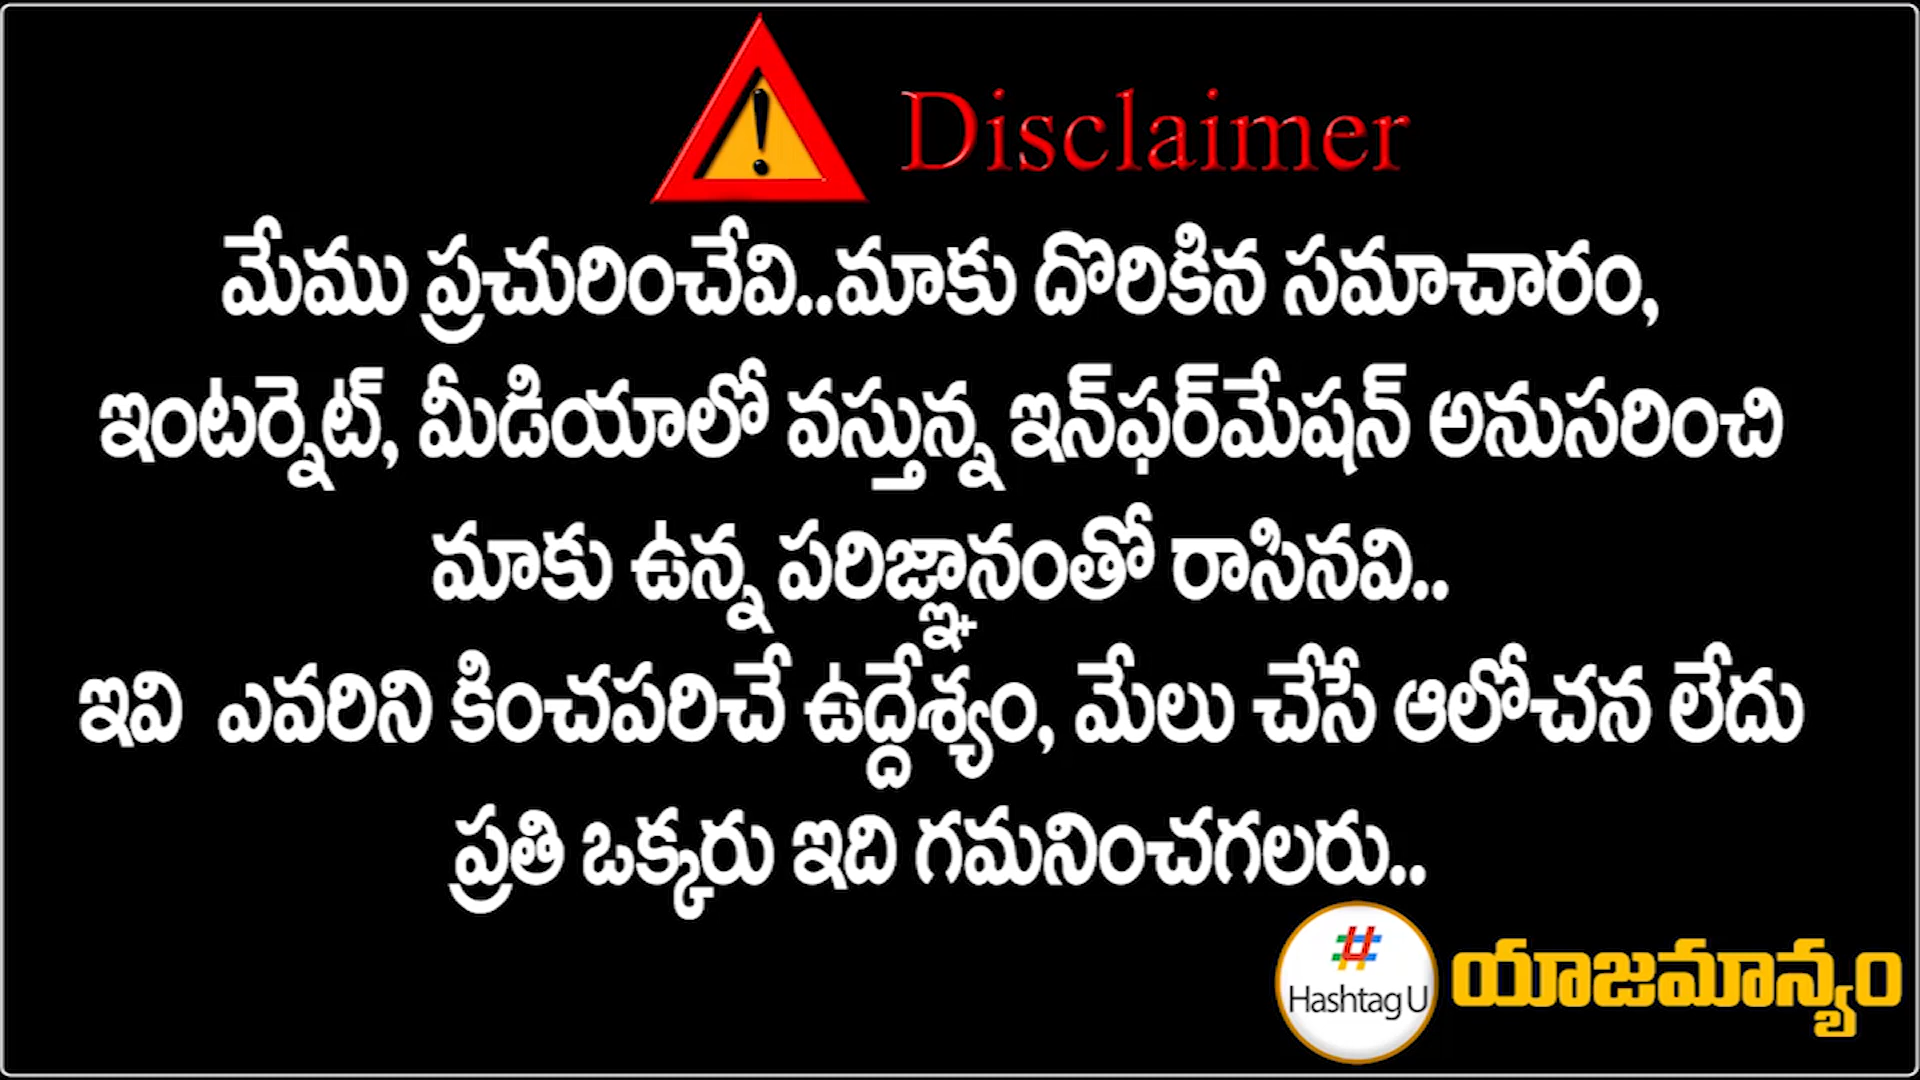 Disclaimer
మేము ప్రచురించేవి..మాకు దొరికిన సమాచారం,
ఇంటర్నెట్, మీడియాలో వస్తున్న ఇన్‌ఫర్‌మేషన్ అనుసరించి
మాకు ఉన్న పరిజ్ఞానంతో రాసినవి..
ఇవి ఎవరిని కించపరిచే ఉద్దేశ్యం, మేలు చేసే ఆలోచన లేదు
ప్రతి ఒక్కరు ఇది గమనించగలరు..
#
Hashtag U
యాజమాన్యం